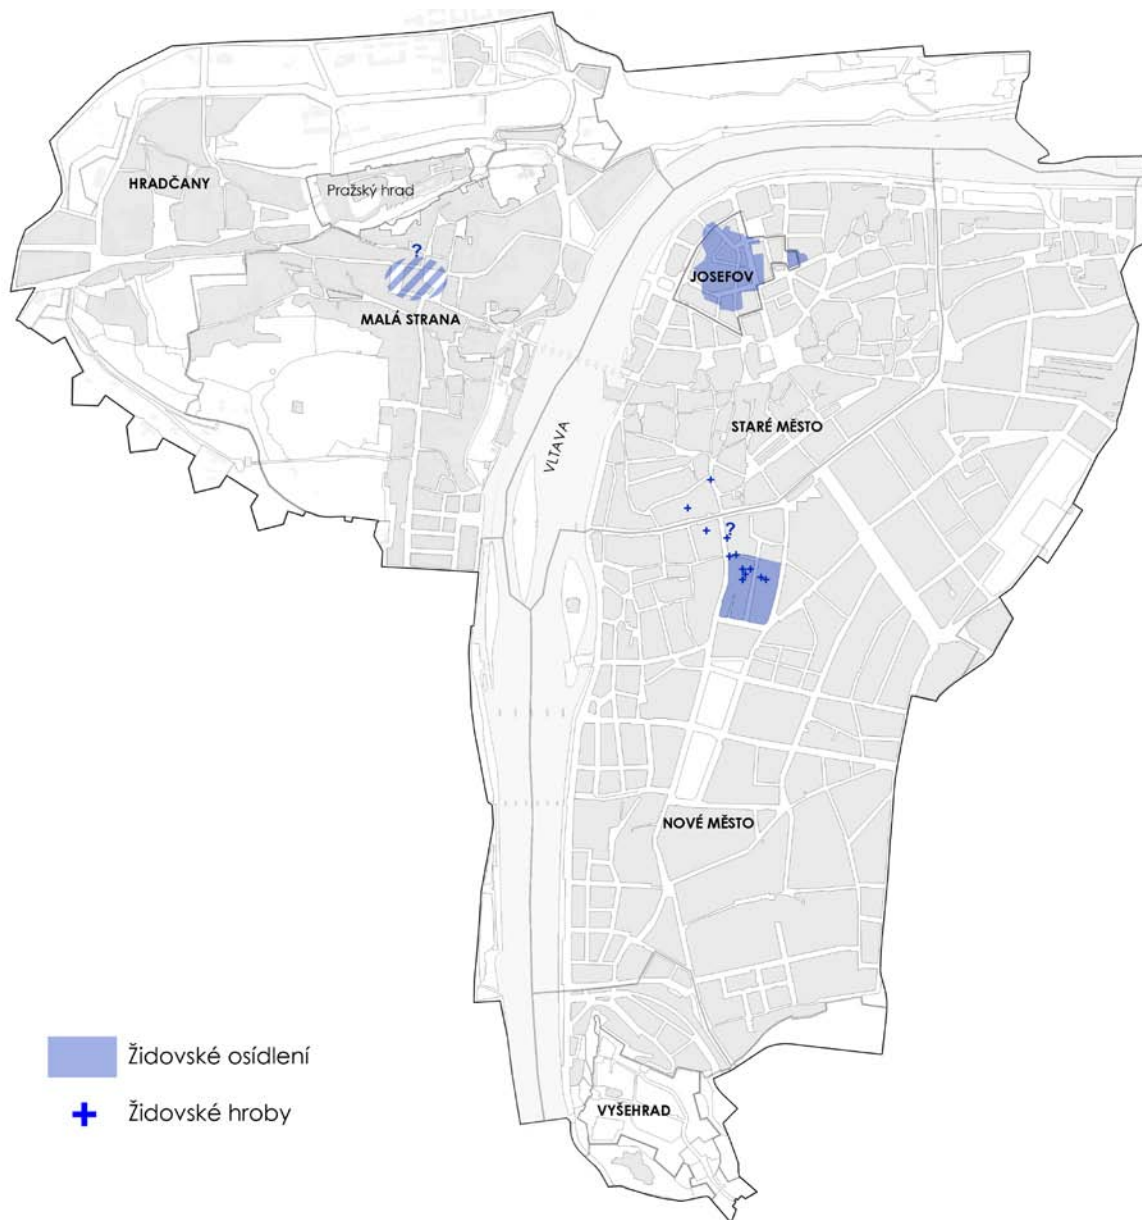 HRADČANY
Pražský hrad
?
JOSEFOV
MALÁ STRANA
STARÉ MĚSTO
VLTAVA
?
NOVÉ MĚSTO
Židovské osídlení
Židovské hroby
VYŠEHRAD